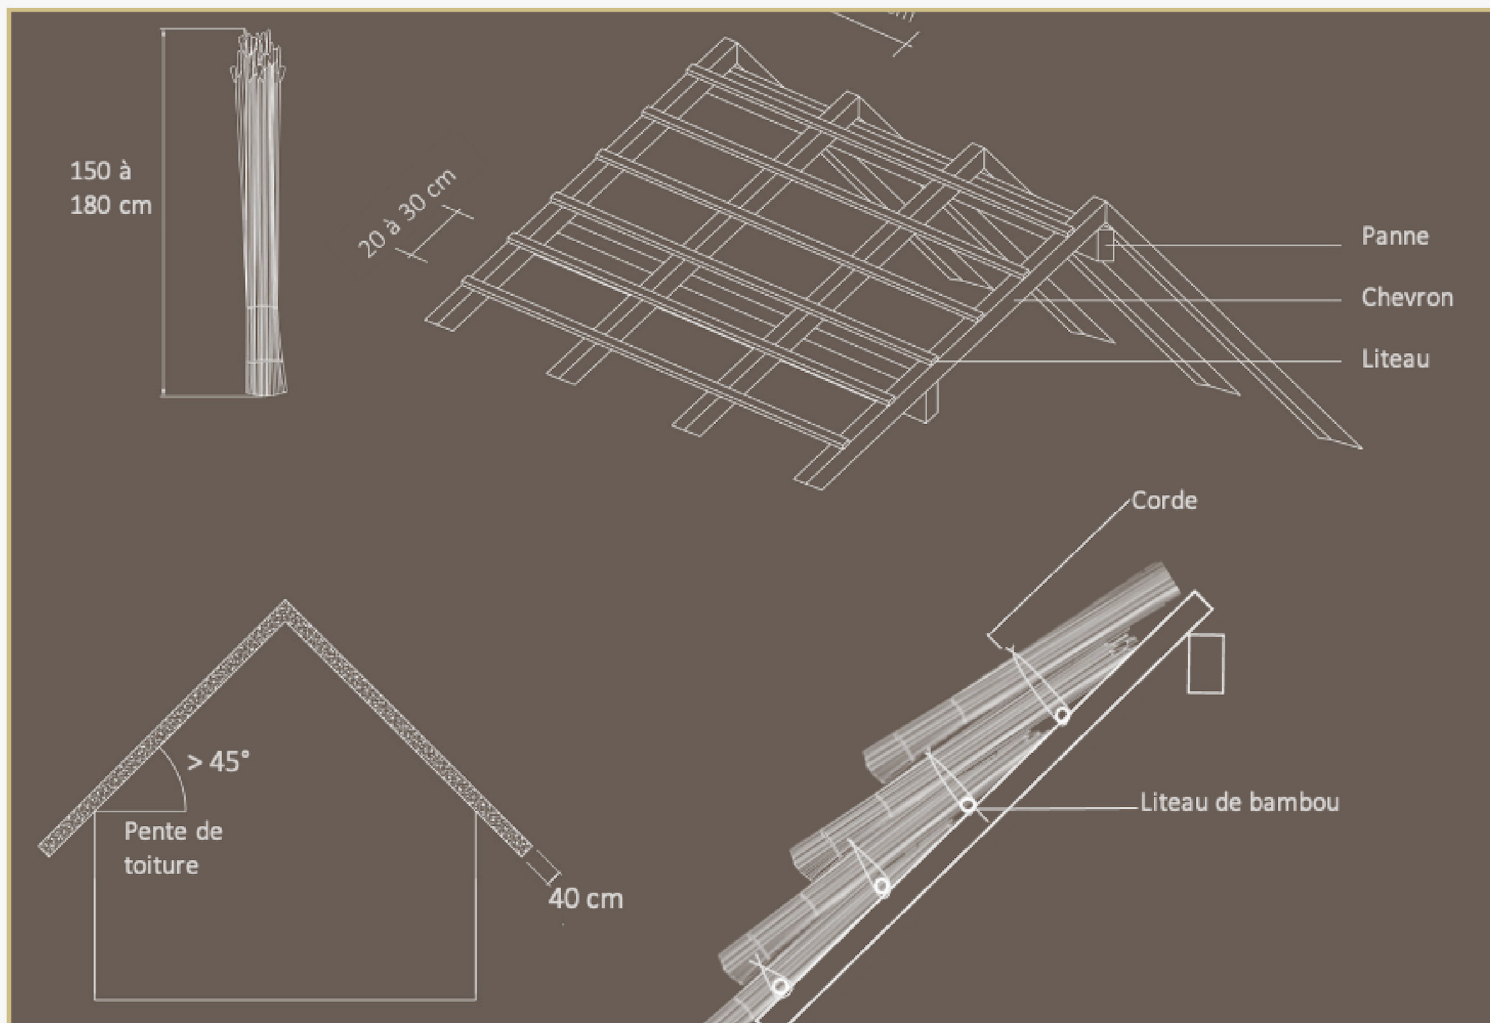 150 à
180 cm
20 à 30 cm
Panne
Chevron
Liteau
Corde
> 45°
Pente de
toiture
40 cm
Liteau de bambou